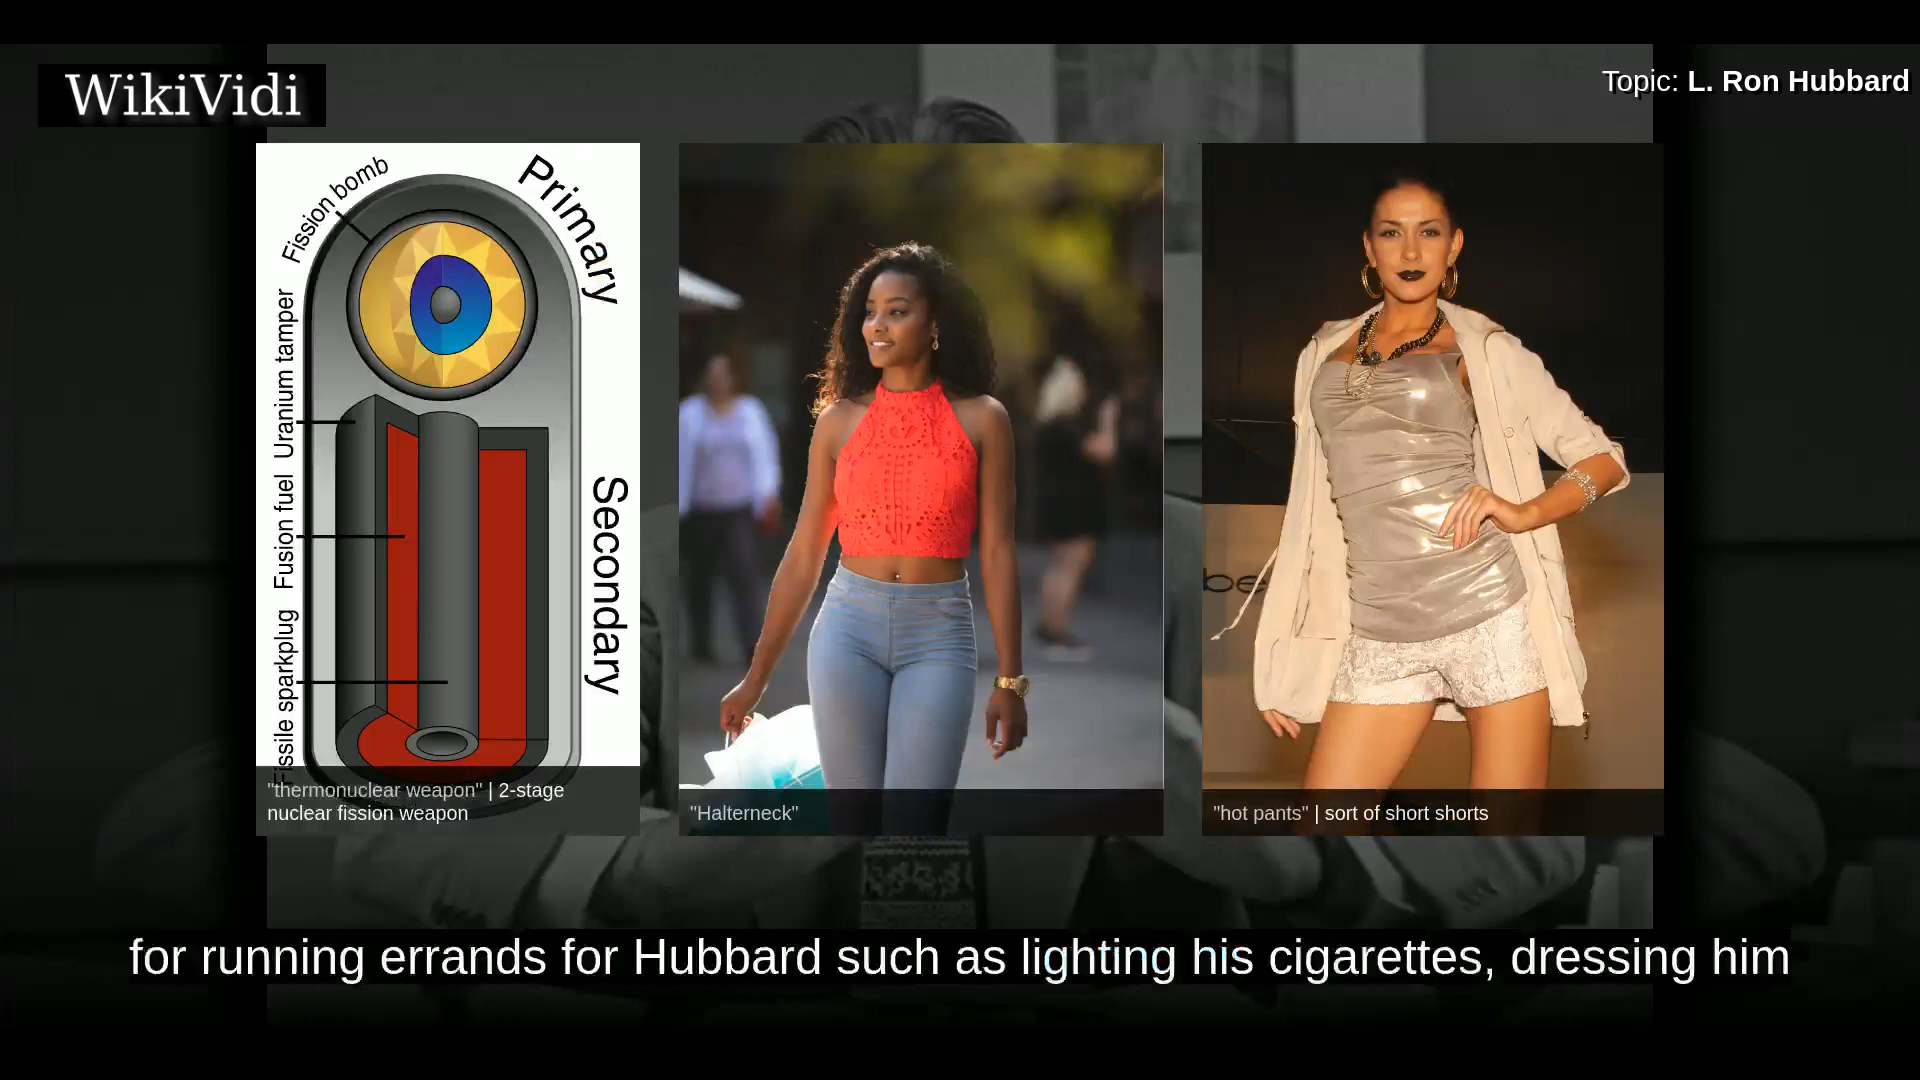 WikiVidi
Topic: L. Ron Hubbard
Fission bomb
Primary
Uranium tamper
Fusion fuel
Secondary
Fissile sparkplug
"thermonuclear weapon" | 2-stage
nuclear fission weapon
"Halterneck"
be
"hot pants" | sort of short shorts
for running errands for Hubbard such as lighting his cigarettes, dressing him